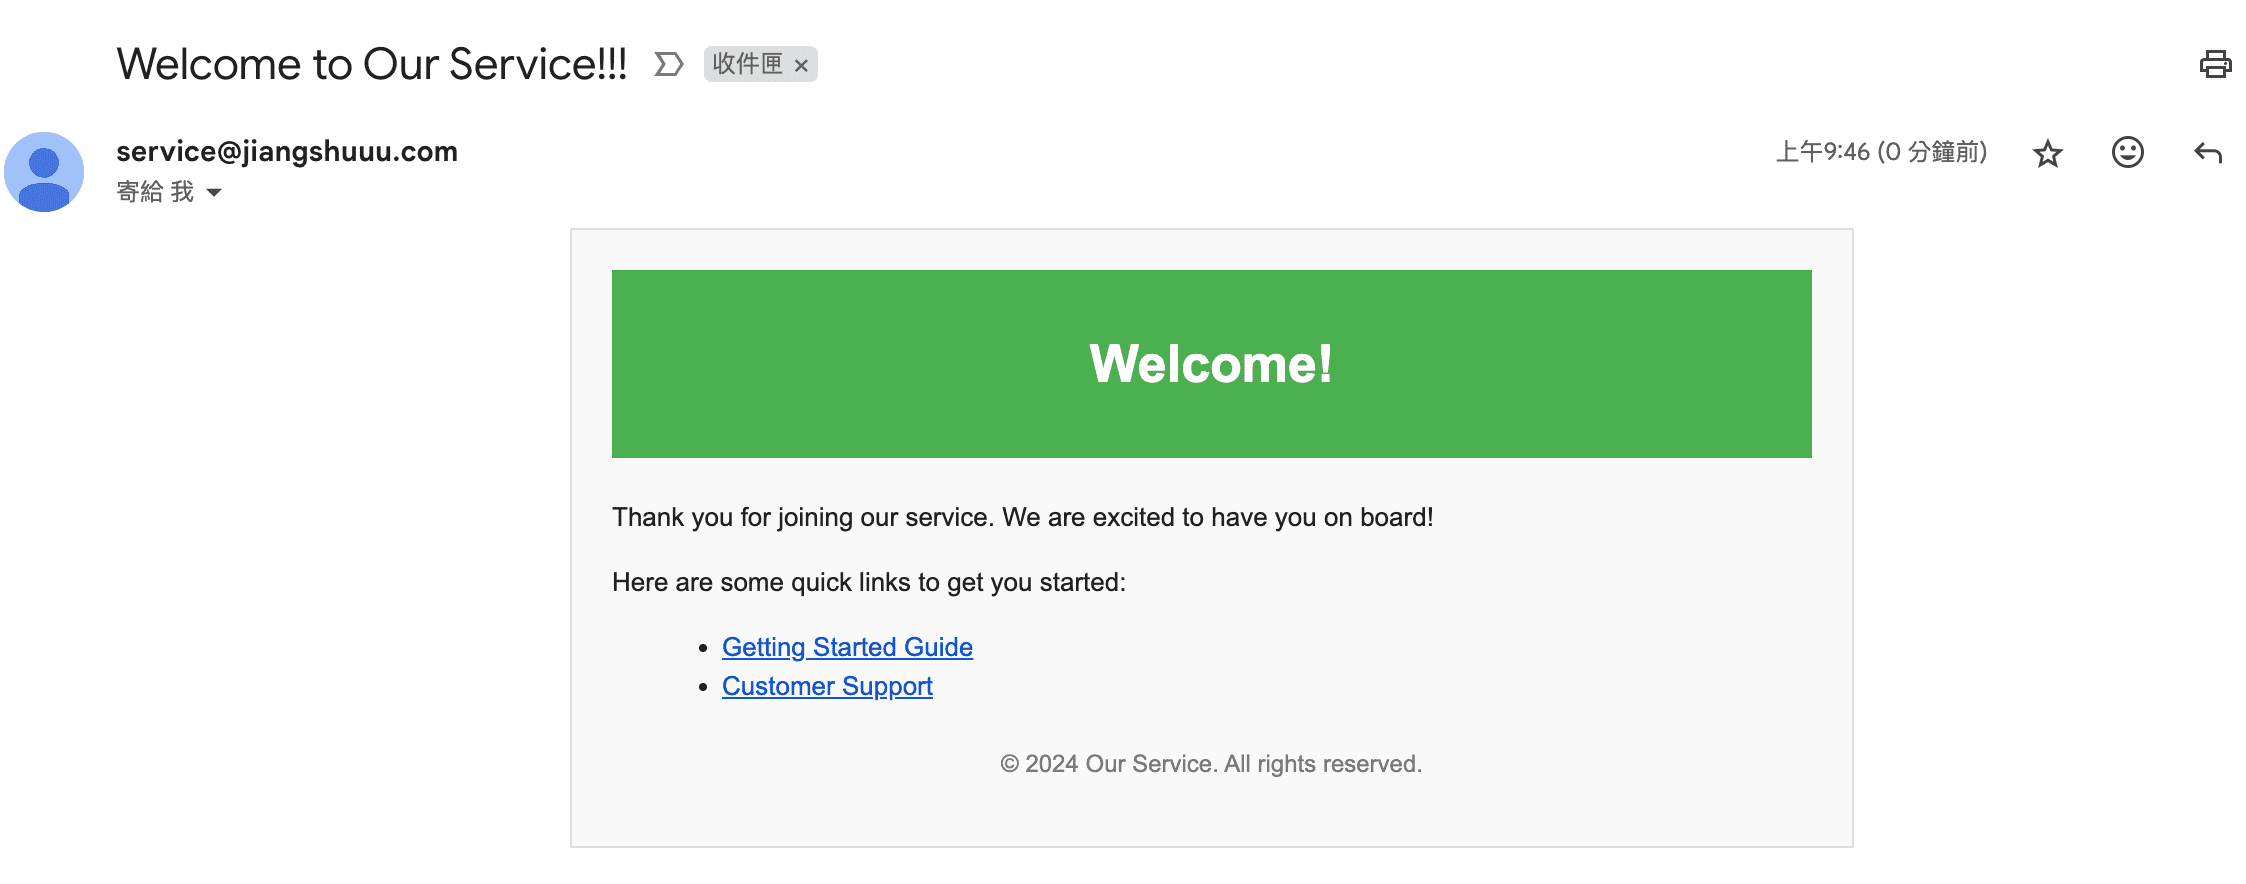 Welcome to Our Service!!! 收件匣 ×
service@jiangshuuu.com 上午9:46 (0 分鐘前)
寄給 我
Welcome!
Thank you for joining our service. We are excited to have you on board!
Here are some quick links to get you started:
• Getting Started Guide
• Customer Support
© 2024 Our Service. All rights reserved.